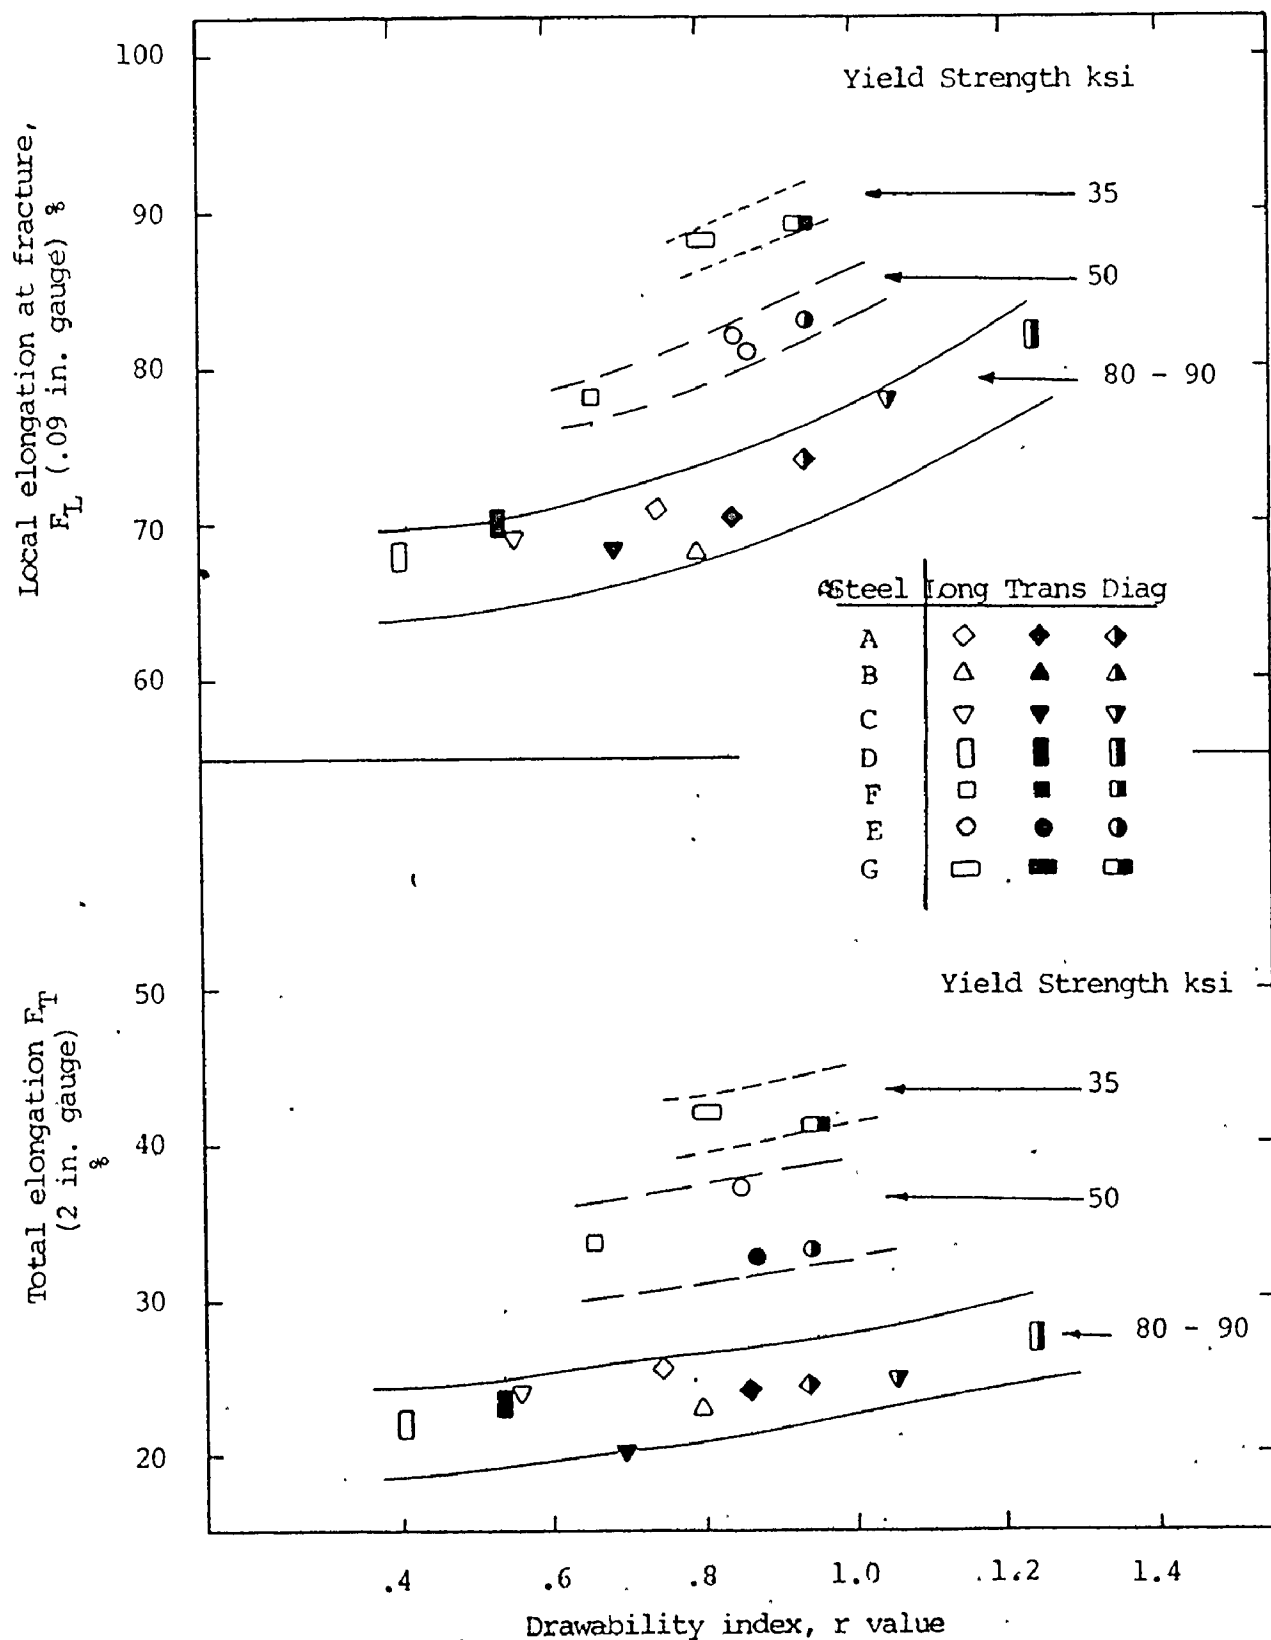 100
90
80
70
60
Local elongation at fracture,
E_L (.09 in. gauge) %
Yield Strength ksi
35
50
80 - 90
Steel Long Trans Diag
A
B
C
D
F
E
G
50
40
30
20
Total elongation E_T
(2 in. gauge)
%
Yield Strength ksi
35
50
80 - 90
.4 .6 .8 1.0 1.2 1.4
Drawability index, r value